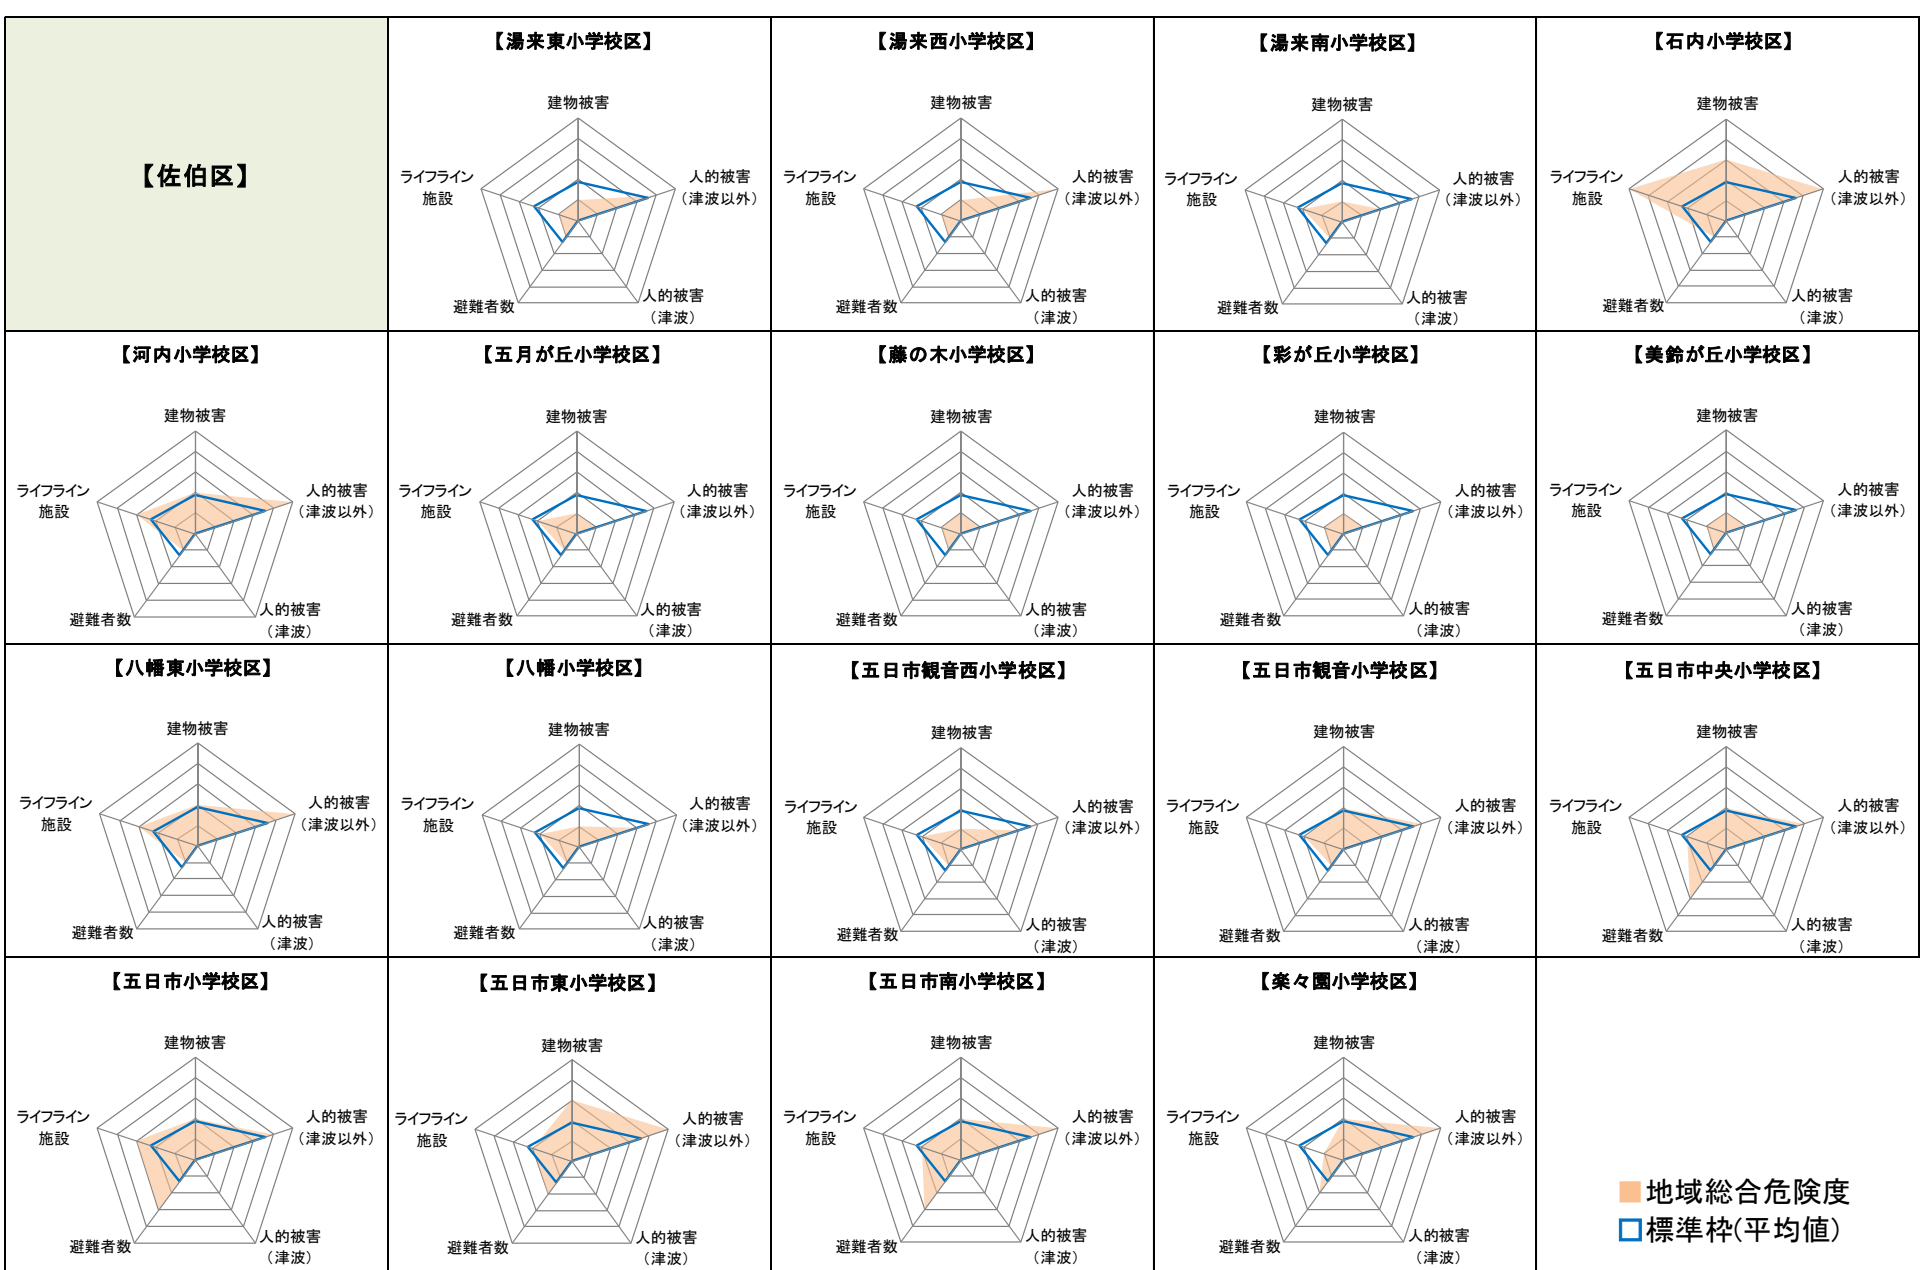 【佐伯区】
【湯来東小学校区】
建物被害
人的被害
（津波以外）
人的被害
（津波）
避難者数
ライフライン
施設
【湯来西小学校区】
建物被害
人的被害
（津波以外）
人的被害
（津波）
避難者数
ライフライン
施設
【湯来南小学校区】
建物被害
人的被害
（津波以外）
人的被害
（津波）
避難者数
ライフライン
施設
【石内小学校区】
建物被害
人的被害
（津波以外）
人的被害
（津波）
避難者数
ライフライン
施設
【河内小学校区】
建物被害
人的被害
（津波以外）
人的被害
（津波）
避難者数
ライフライン
施設
【五月が丘小学校区】
建物被害
人的被害
（津波以外）
人的被害
（津波）
避難者数
ライフライン
施設
【藤の木小学校区】
建物被害
人的被害
（津波以外）
人的被害
（津波）
避難者数
ライフライン
施設
【彩が丘小学校区】
建物被害
人的被害
（津波以外）
人的被害
（津波）
避難者数
ライフライン
施設
【美鈴が丘小学校区】
建物被害
人的被害
（津波以外）
人的被害
（津波）
避難者数
ライフライン
施設
【八幡東小学校区】
建物被害
人的被害
（津波以外）
人的被害
（津波）
避難者数
ライフライン
施設
【八幡小学校区】
建物被害
人的被害
（津波以外）
人的被害
（津波）
避難者数
ライフライン
施設
【五日市観音西小学校区】
建物被害
人的被害
（津波以外）
人的被害
（津波）
避難者数
ライフライン
施設
【五日市観音小学校区】
建物被害
人的被害
（津波以外）
人的被害
（津波）
避難者数
ライフライン
施設
【五日市中央小学校区】
建物被害
人的被害
（津波以外）
人的被害
（津波）
避難者数
ライフライン
施設
【五日市小学校区】
建物被害
人的被害
（津波以外）
人的被害
（津波）
避難者数
ライフライン
施設
【五日市東小学校区】
建物被害
人的被害
（津波以外）
人的被害
（津波）
避難者数
ライフライン
施設
【五日市南小学校区】
建物被害
人的被害
（津波以外）
人的被害
（津波）
避難者数
ライフライン
施設
【楽々園小学校区】
建物被害
人的被害
（津波以外）
人的被害
（津波）
避難者数
ライフライン
施設
地域総合危険度
標準枠(平均値)